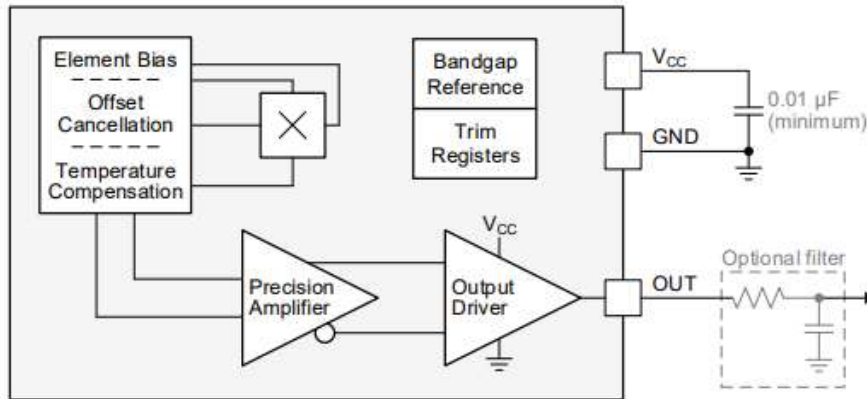 Element Bias
Offset
Cancellation
Temperature
Compensation
Bandgap
Reference
Trim
Registers
VCC
0.01 µF
(minimum)
GND
Precision
Amplifier
VCC
Output
Driver
OUT
Optional filter